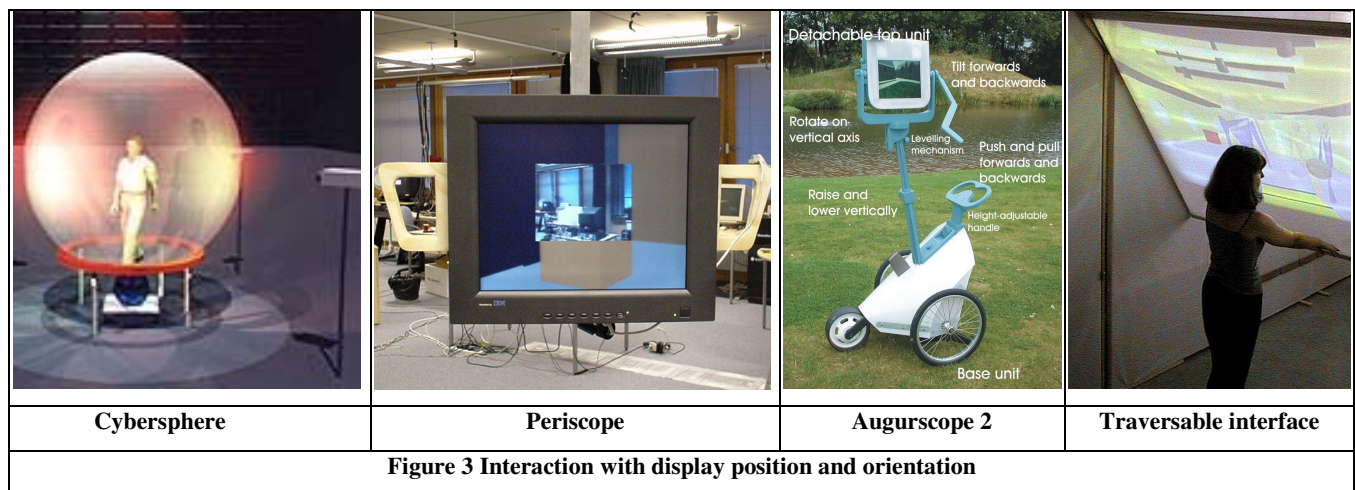 Detachable top unit
Tilt forwards
and backwards
Rotate on
vertical axis
Levelling
mechanism
Push and pull
forwards and
backwards
Raise and
lower vertically
Height-adjustable
handle
Base unit
IBM
Cybersphere
Periscope
Augurscope 2
Traversable interface
Figure 3 Interaction with display position and orientation